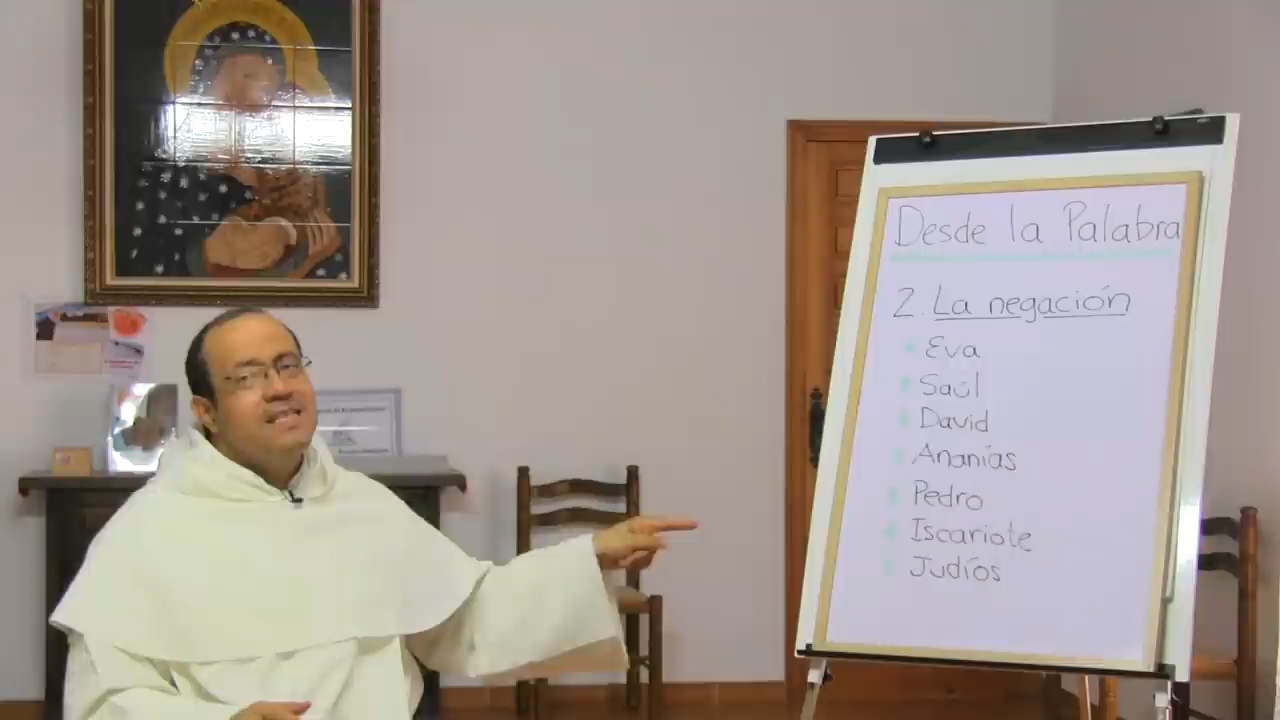 Desde la Palabra
2. La negación
Eva
Saúl
David
Ananías
Pedro
Iscariote
Judíos